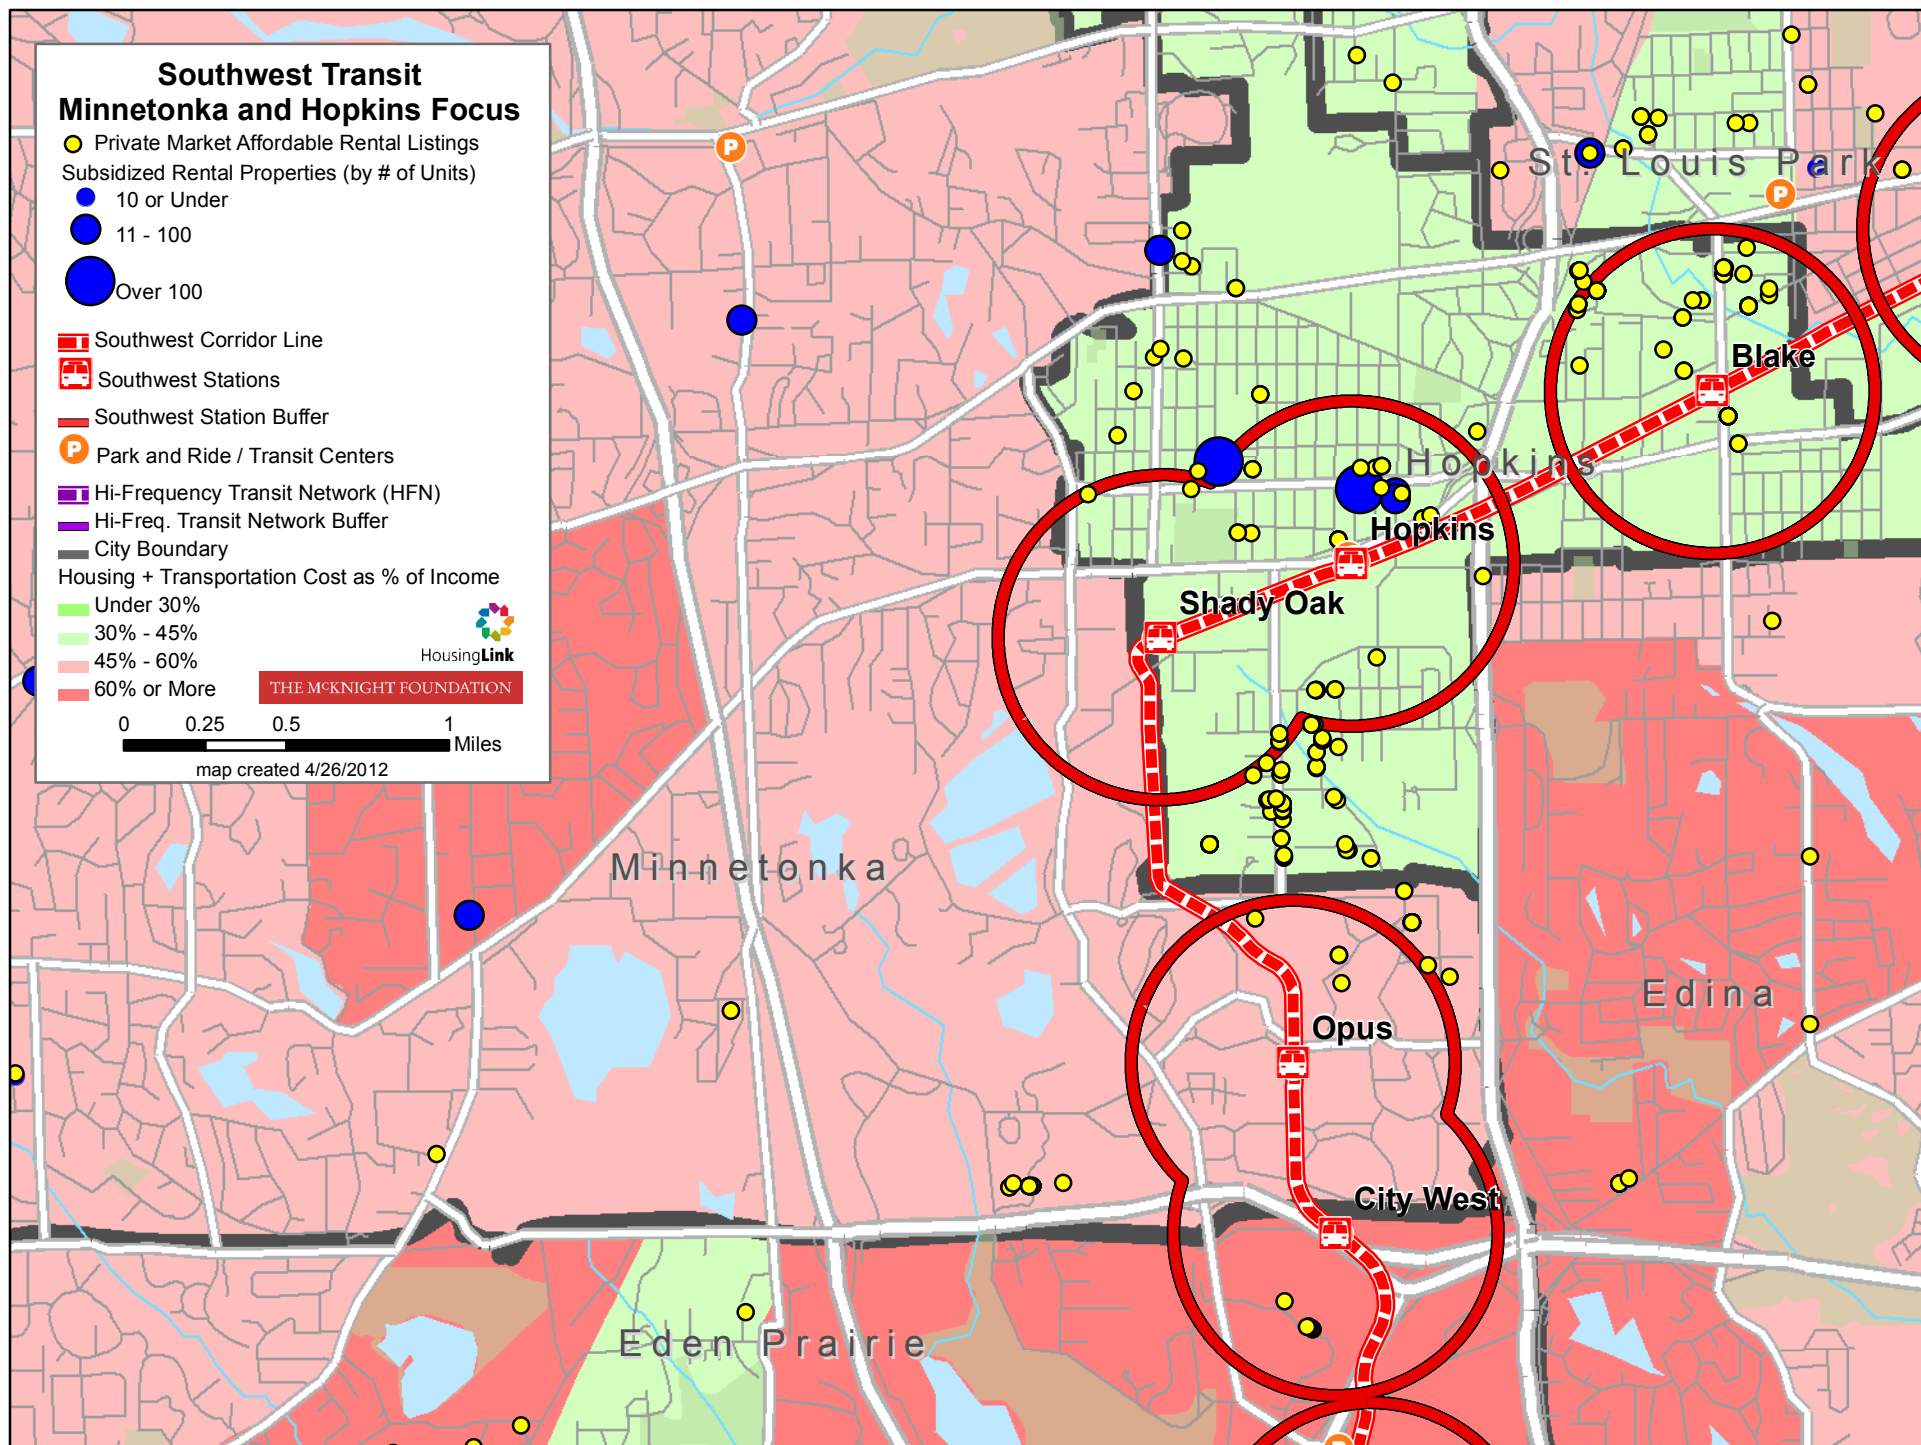 Southwest Transit
Minnetonka and Hopkins Focus
Private Market Affordable Rental Listings
Subsidized Rental Properties (by # of Units)
10 or Under
11 - 100
Over 100
Southwest Corridor Line
Southwest Stations
Southwest Station Buffer
P Park and Ride / Transit Centers
Hi-Frequency Transit Network (HFN)
Hi-Freq. Transit Network Buffer
City Boundary
Housing + Transportation Cost as % of Income
Under 30%
30% - 45%
45% - 60%
60% or More
HousingLink
THE McKNIGHT FOUNDATION
0 0.25 0.5 1
Miles
map created 4/26/2012
P
St. Louis Park
P
Blake
Hopkins
Hopkins
Shady Oak
Minnetonka
Edina
Opus
City West
Eden Prairie